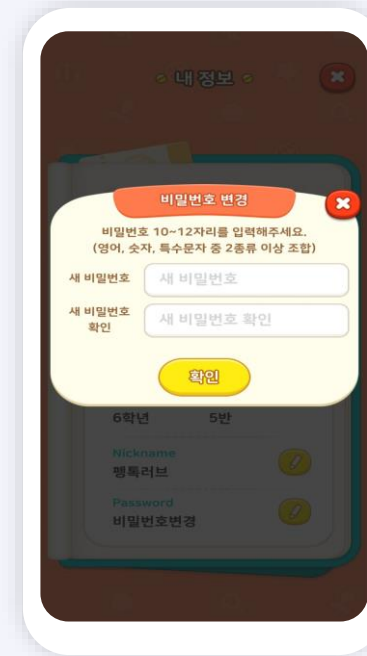 내 정보
비밀번호 변경
비밀번호 10~12자리를 입력해주세요.
(영어, 숫자, 특수문자 중 2종류 이상 조합)
새 비밀번호
새 비밀번호
새 비밀번호
확인
새 비밀번호 확인
확인
6학년 5반
Nickname
펭톡러브
Password
비밀번호변경